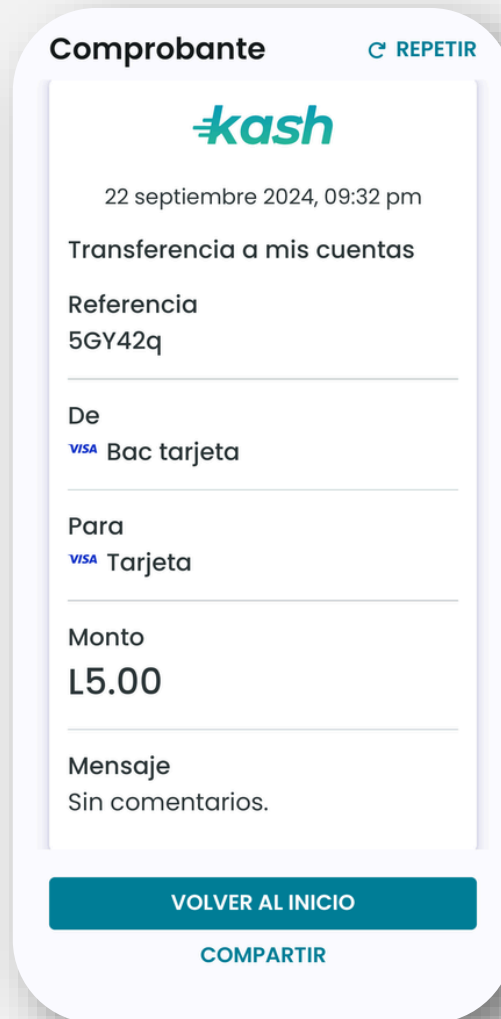 Comprobante
REPETIR
kash
22 septiembre 2024, 09:32 pm
Transferencia a mis cuentas
Referencia
5GY42q
De
VISA Bac tarjeta
Para
VISA Tarjeta
Monto
L5.00
Mensaje
Sin comentarios.
VOLVER AL INICIO
COMPARTIR